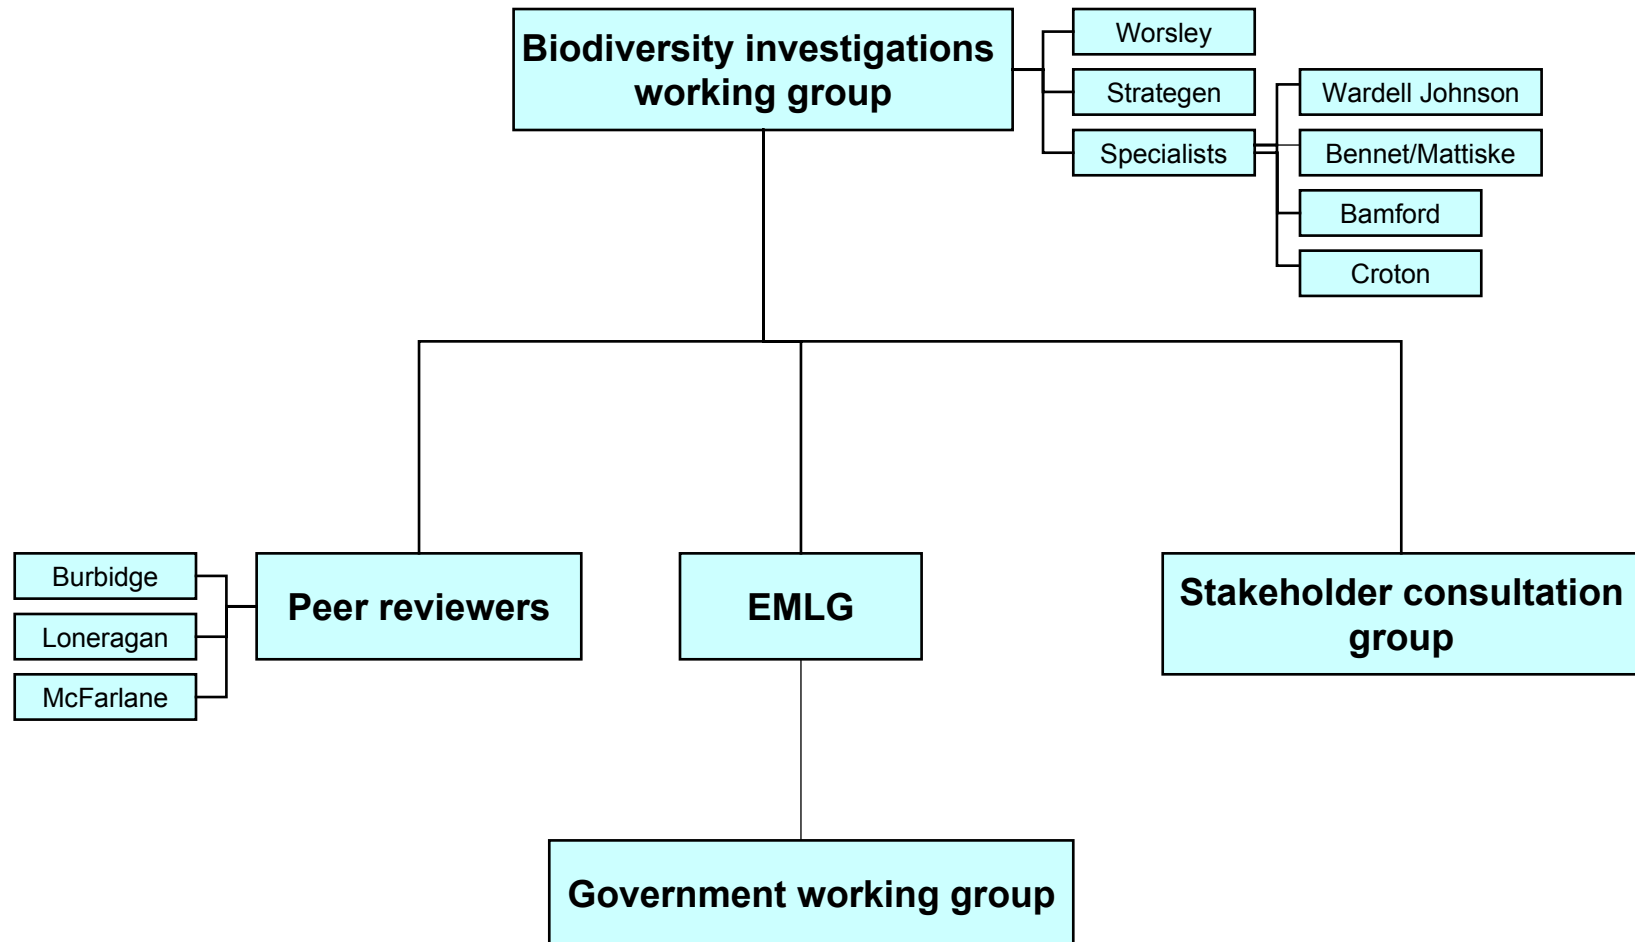 Biodiversity investigations
working group
Worsley
Strategen
Specialists
Wardell Johnson
Bennet/Mattiske
Bamford
Croton
Burbidge
Loneragan
McFarlane
Peer reviewers
EMLG
Stakeholder consultation
group
Government working group